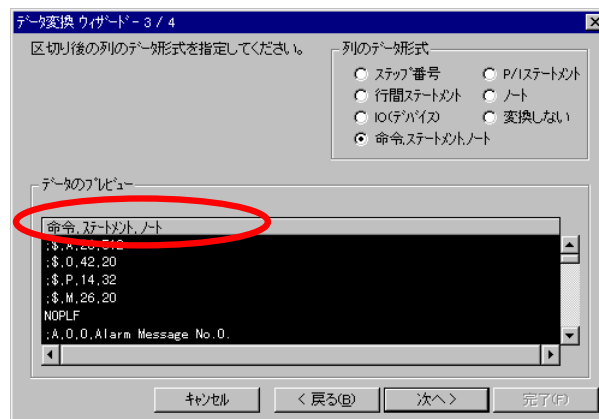 データ変換 ウィザード - 3 / 4
区切り後の列のデータ形式を指定してください。
列のデータ形式
ステップ番号
P/Iステートメント
行間ステートメント
ノート
IO(デバイス)
変換しない
命令,ステートメント,ノート
データのプレビュー
命令,ステートメント,ノート
;$,0,42,20
;$,P,14,32
;$,M,26,20
NOPLF
;A,0,0,Alarm Message No.0.
キャンセル
< 戻る(B)
次へ >
完了(F)